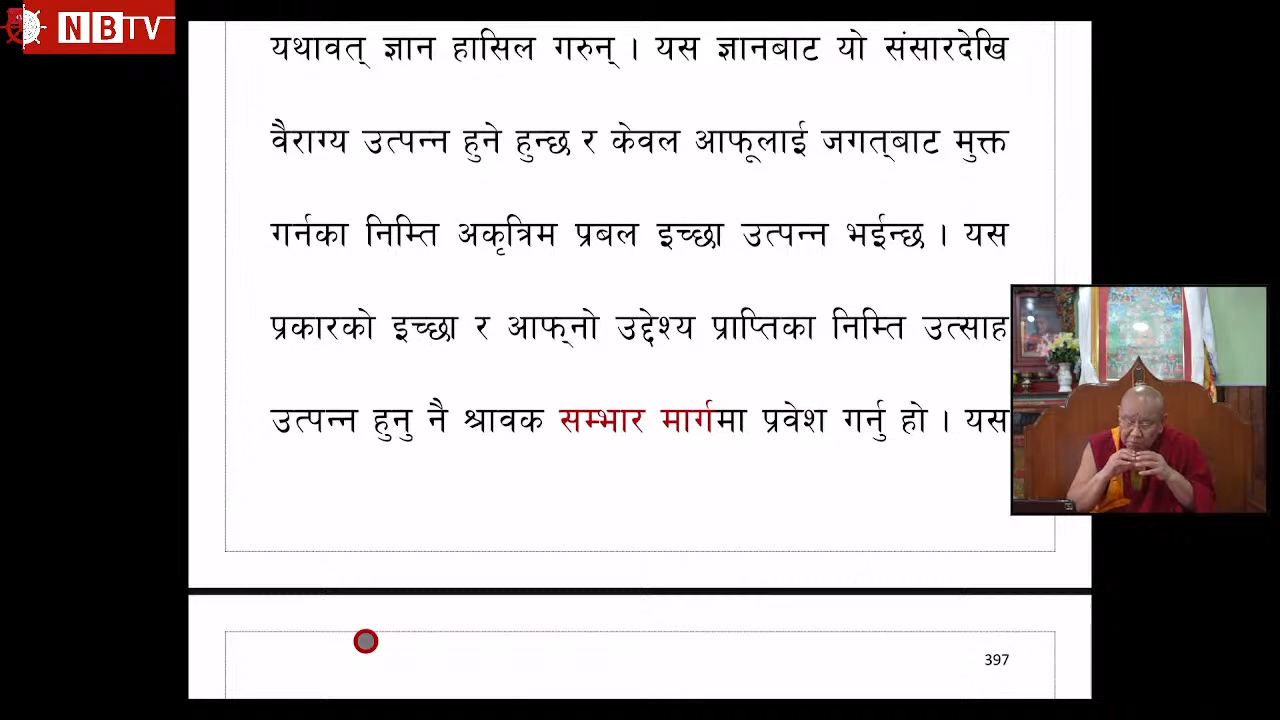 NBTV
यथावत् ज्ञान हासिल गरुन् । यस ज्ञानबाट यो संसारदेखि
वैराग्य उत्पन्न हुने हुन्छ र केवल आफूलाई जगत्‌बाट मुक्त
गर्नका निम्ति अकृत्रिम प्रबल इच्छा उत्पन्न भईन्छ । यस
प्रकारको इच्छा र आफ्‌नो उद्देश्य प्राप्तिका निम्ति उत्साह
उत्पन्न हुनु नै श्रावक सम्भार मार्गमा प्रवेश गर्नु हो । यस
397